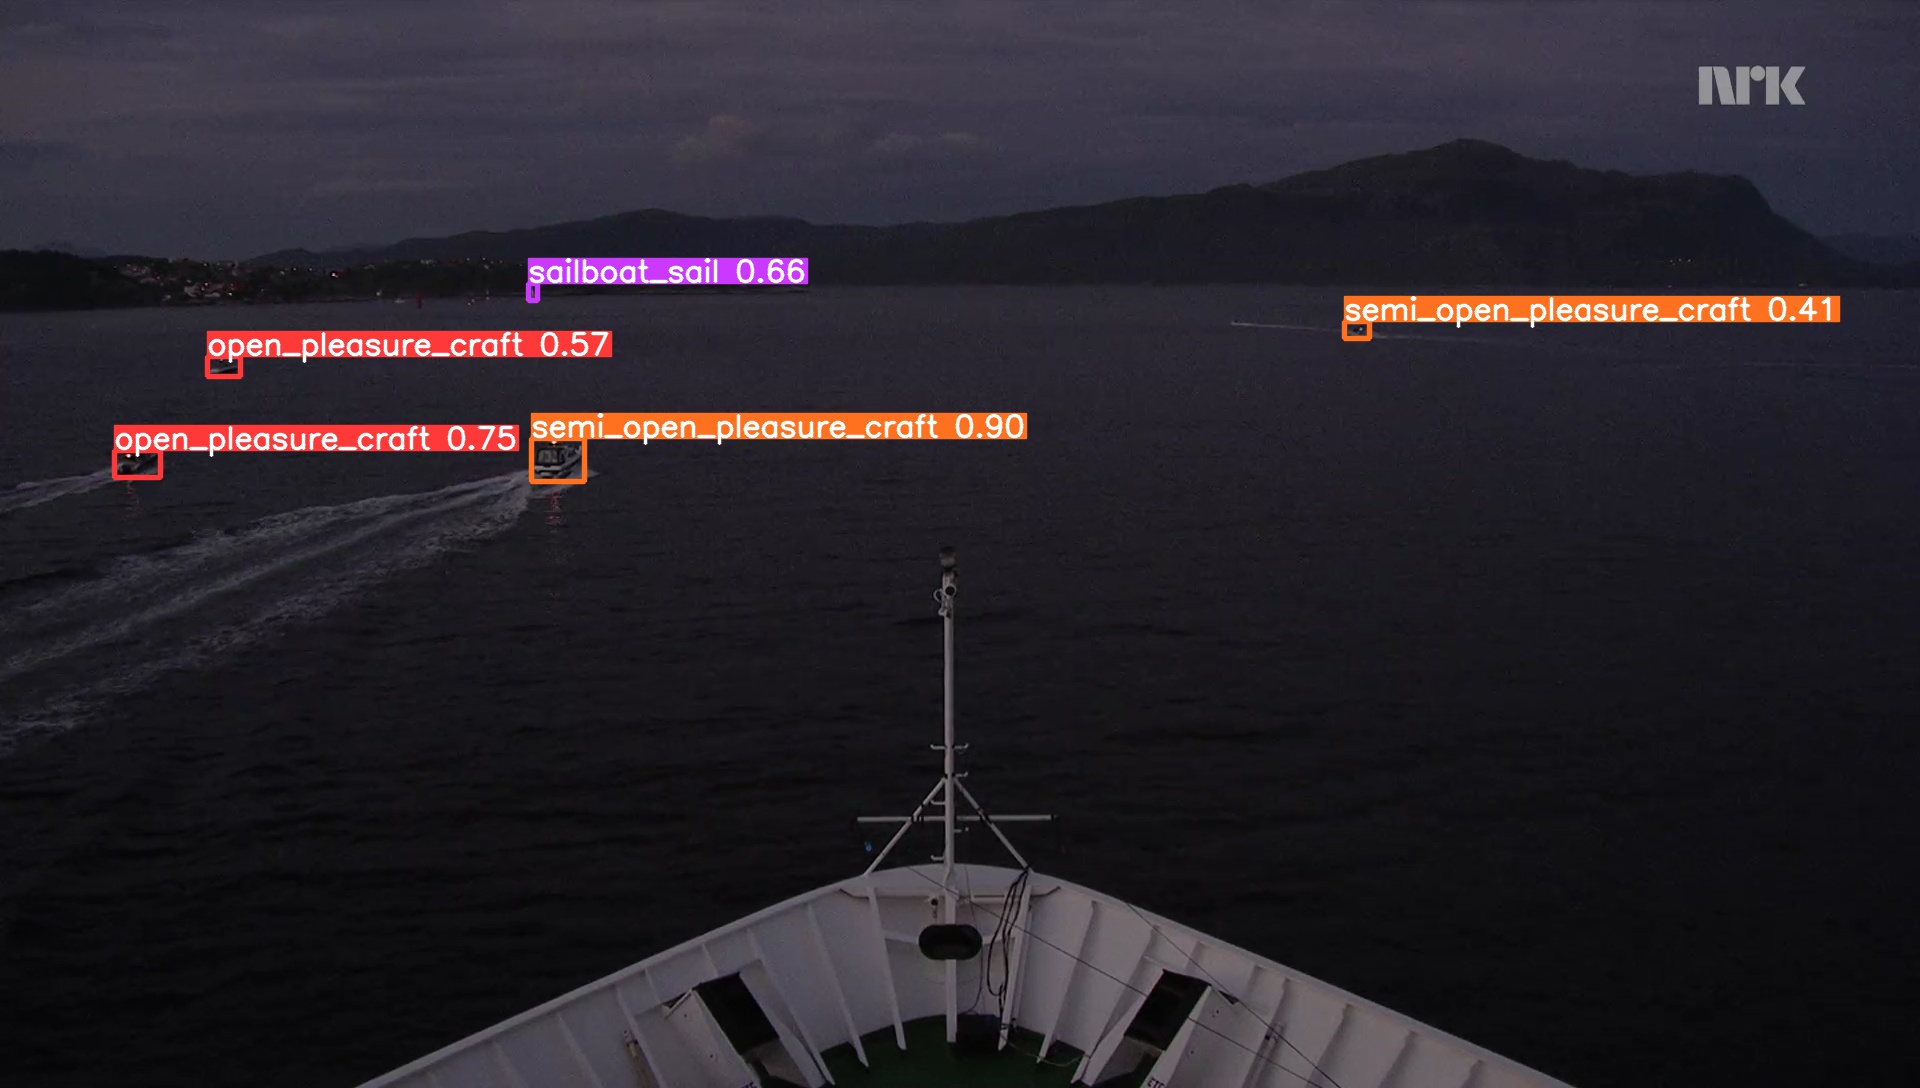 NRK
sailboat_sail 0.66
semi_open_pleasure_craft 0.41
open_pleasure_craft 0.57
open_pleasure_craft 0.75
semi_open_pleasure_craft 0.90